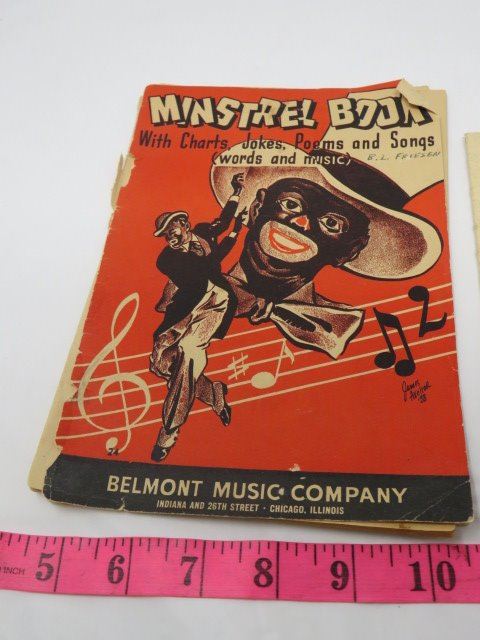 MINSTREL BOOK
With Charts, Jokes, Poems and Songs
(words and music)
B.L. FRIESEN
BELMONT MUSIC COMPANY
INDIANA AND 26TH STREET · CHICAGO, ILLINOIS
INCH 5 6 7 8 9 10